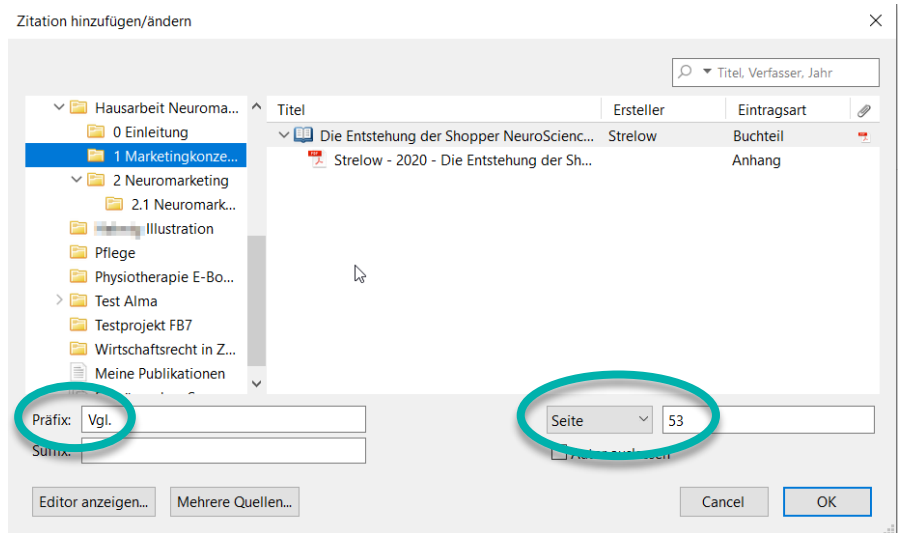 Zitation hinzufügen/ändern
Titel, Verfasser, Jahr
Hausarbeit Neuroma...
0 Einleitung
1 Marketingkonze...
2 Neuromarketing
2.1 Neuromark...
Illustration
Pflege
Physiotherapie E-Bo...
Test Alma
Testprojekt FB7
Wirtschaftsrecht in Z...
Meine Publikationen
Titel Ersteller Eintragsart
Die Entstehung der Shopper NeuroScienc... Strelow Buchteil
Strelow - 2020 - Die Entstehung der Sh... Anhang
Präfix: Vgl.
Seite 53
Suffix:
Autor auslassen
Editor anzeigen... Mehrere Quellen... Cancel OK